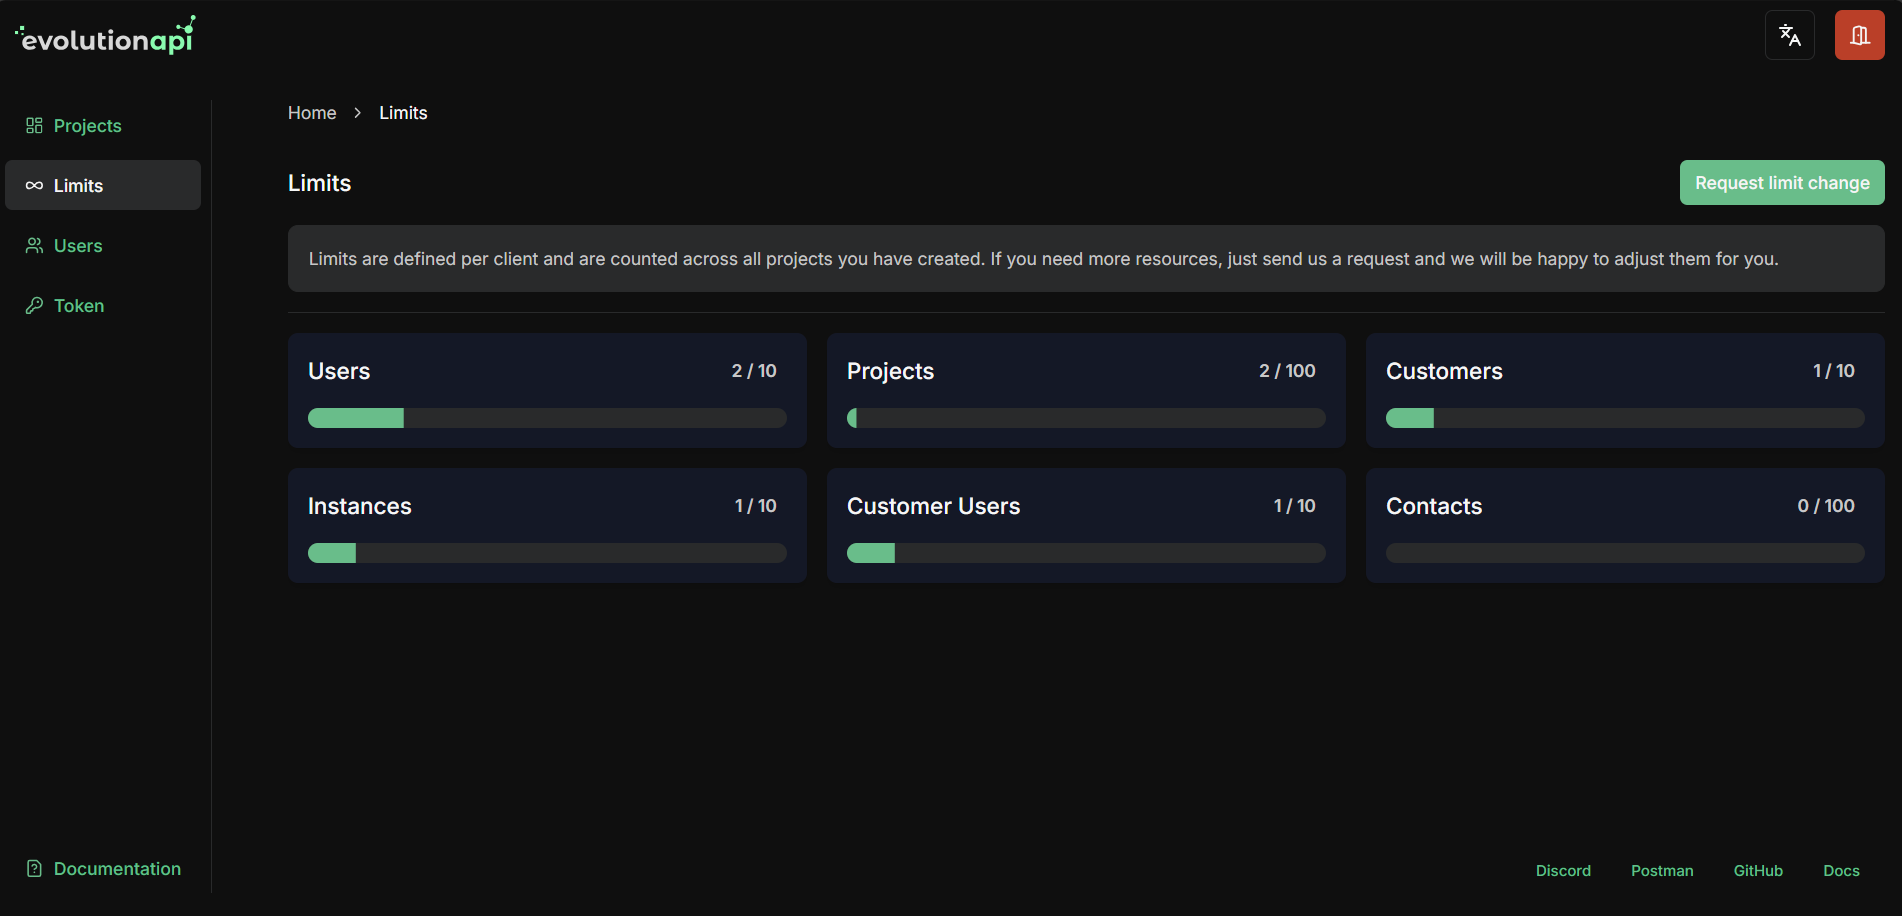 evolutionapi
Projects
Limits
Users
Token
Documentation
Home > Limits
Limits
Request limit change
Limits are defined per client and are counted across all projects you have created. If you need more resources, just send us a request and we will be happy to adjust them for you.
Users 2 / 10
Projects 2 / 100
Customers 1 / 10
Instances 1 / 10
Customer Users 1 / 10
Contacts 0 / 100
Discord Postman GitHub Docs